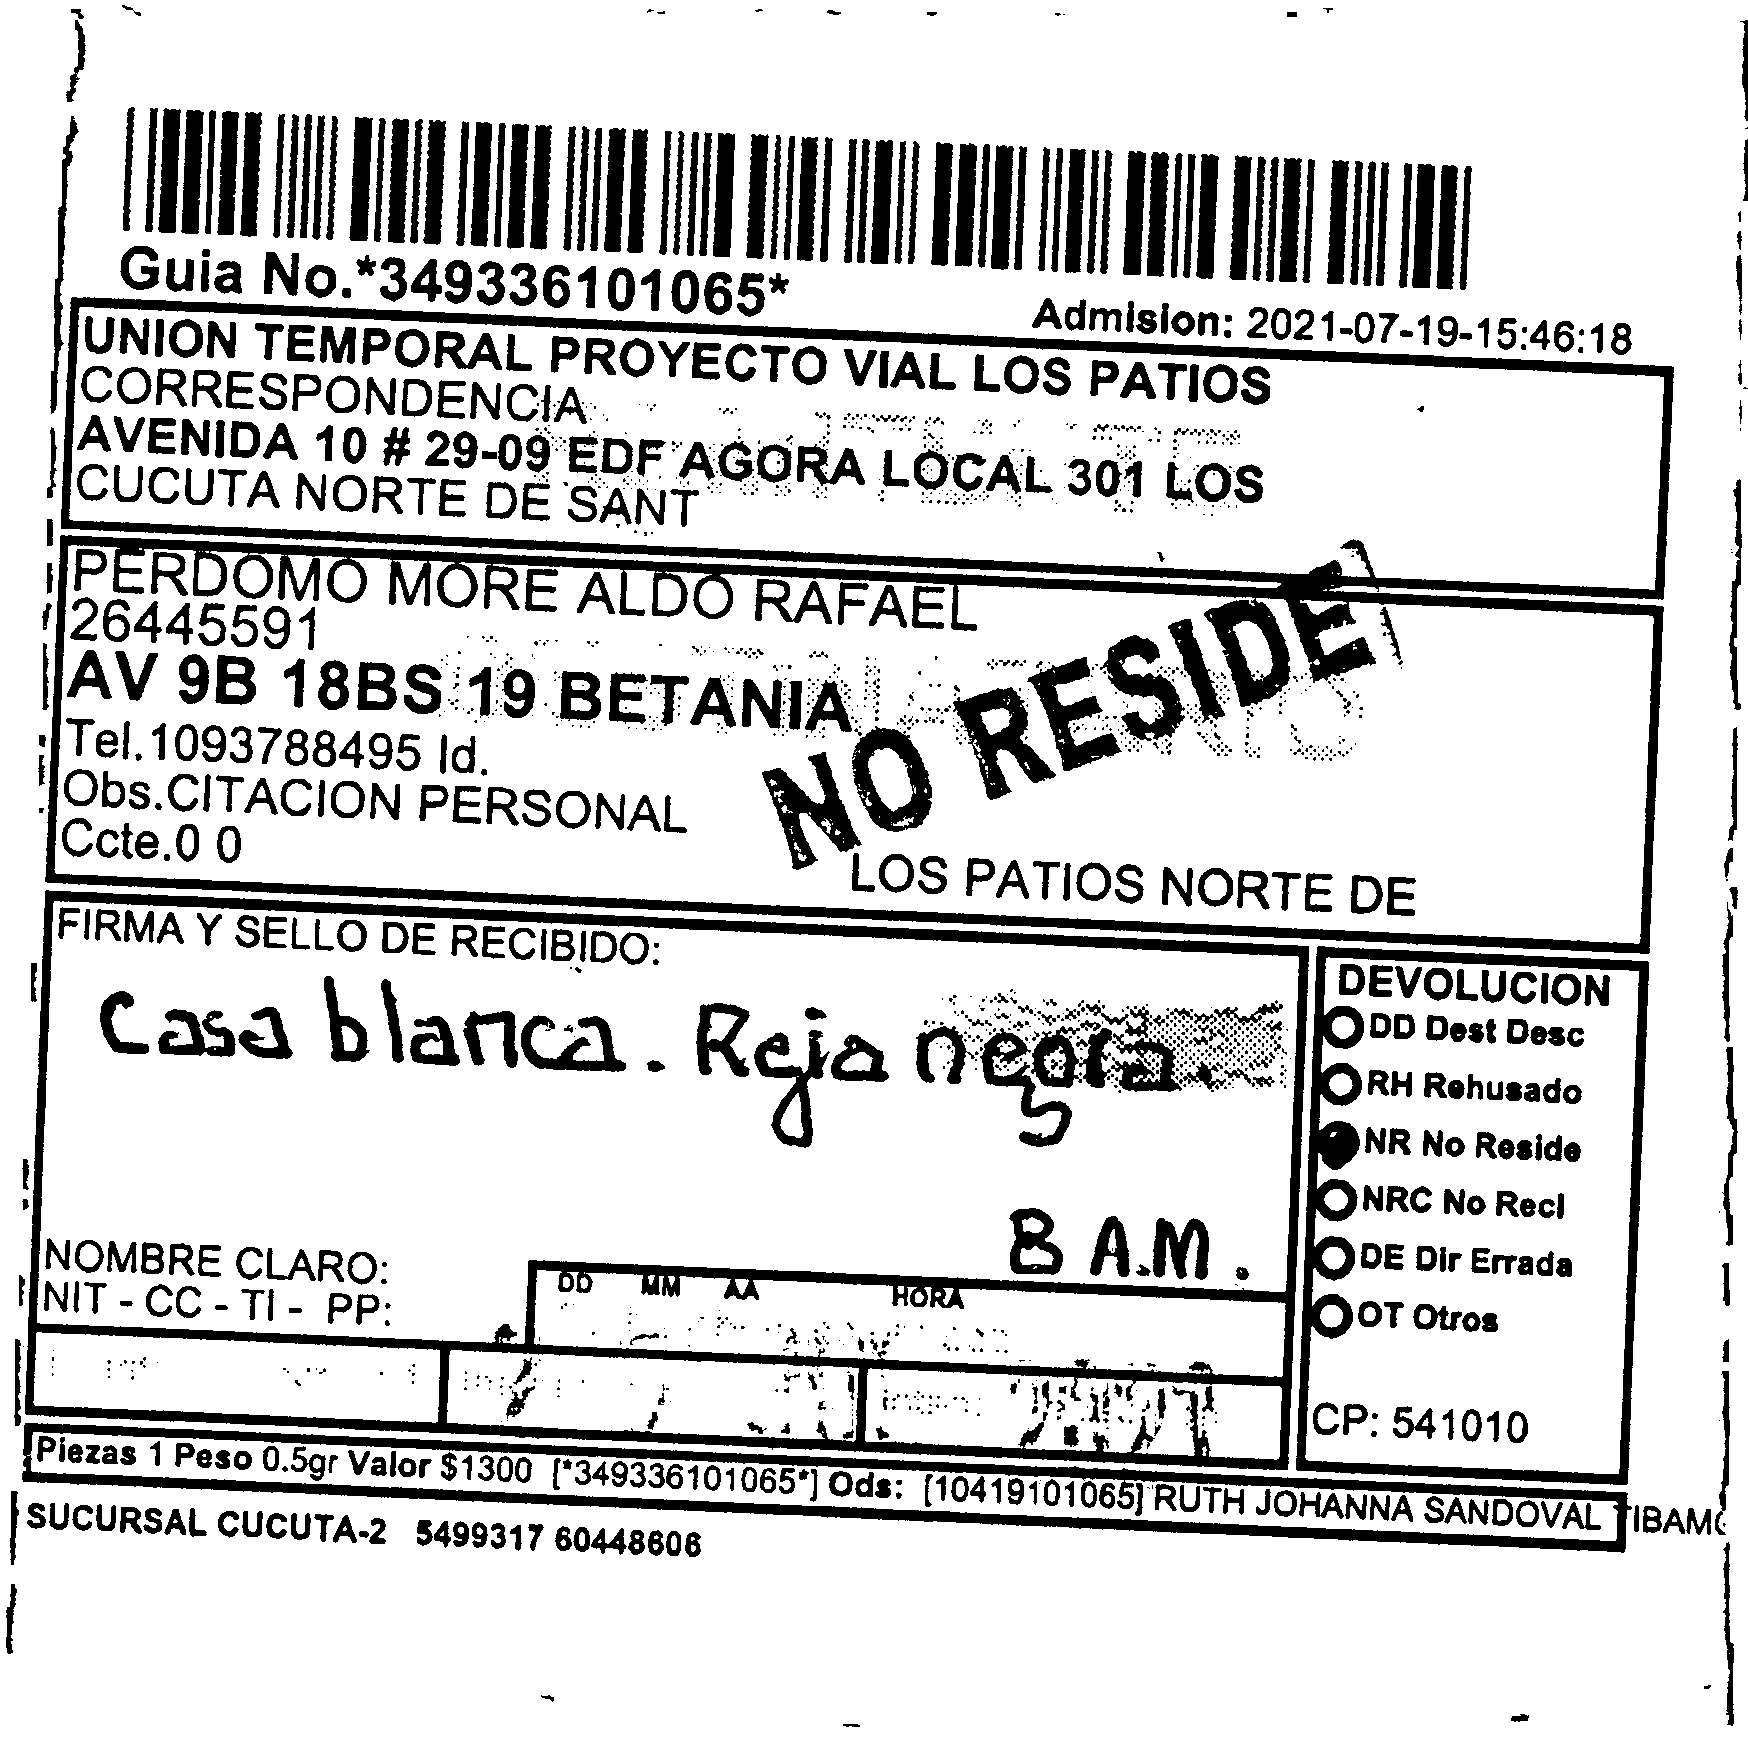 Guia No.*349336101065*
Admision: 2021-07-19-15:46:18
UNION TEMPORAL PROYECTO VIAL LOS PATIOS
CORRESPONDENCIA
AVENIDA 10 # 29-09 EDF AGORA LOCAL 301 LOS
CUCUTA NORTE DE SANT
PERDOMO MORE ALDO RAFAEL
26445591
AV 9B 18BS 19 BETANIA
Tel.1093788495 Id.
Obs.CITACION PERSONAL
Ccte.0 0
NO RESIDE
LOS PATIOS NORTE DE
FIRMA Y SELLO DE RECIBIDO:
Casa blanca. Reja negra.
8 A.M.
NOMBRE CLARO:
NIT - CC - TI - PP:
DD MM AA HORA
DEVOLUCION
DD Dest Desc
RH Rehusado
NR No Reside
NRC No Recl
DE Dir Errada
OT Otros
CP: 541010
Piezas 1 Peso 0.5gr Valor $1300 [*349336101065*] Ods: [10419101065] RUTH JOHANNA SANDOVAL TIBAMO
SUCURSAL CUCUTA-2 5499317 60448606